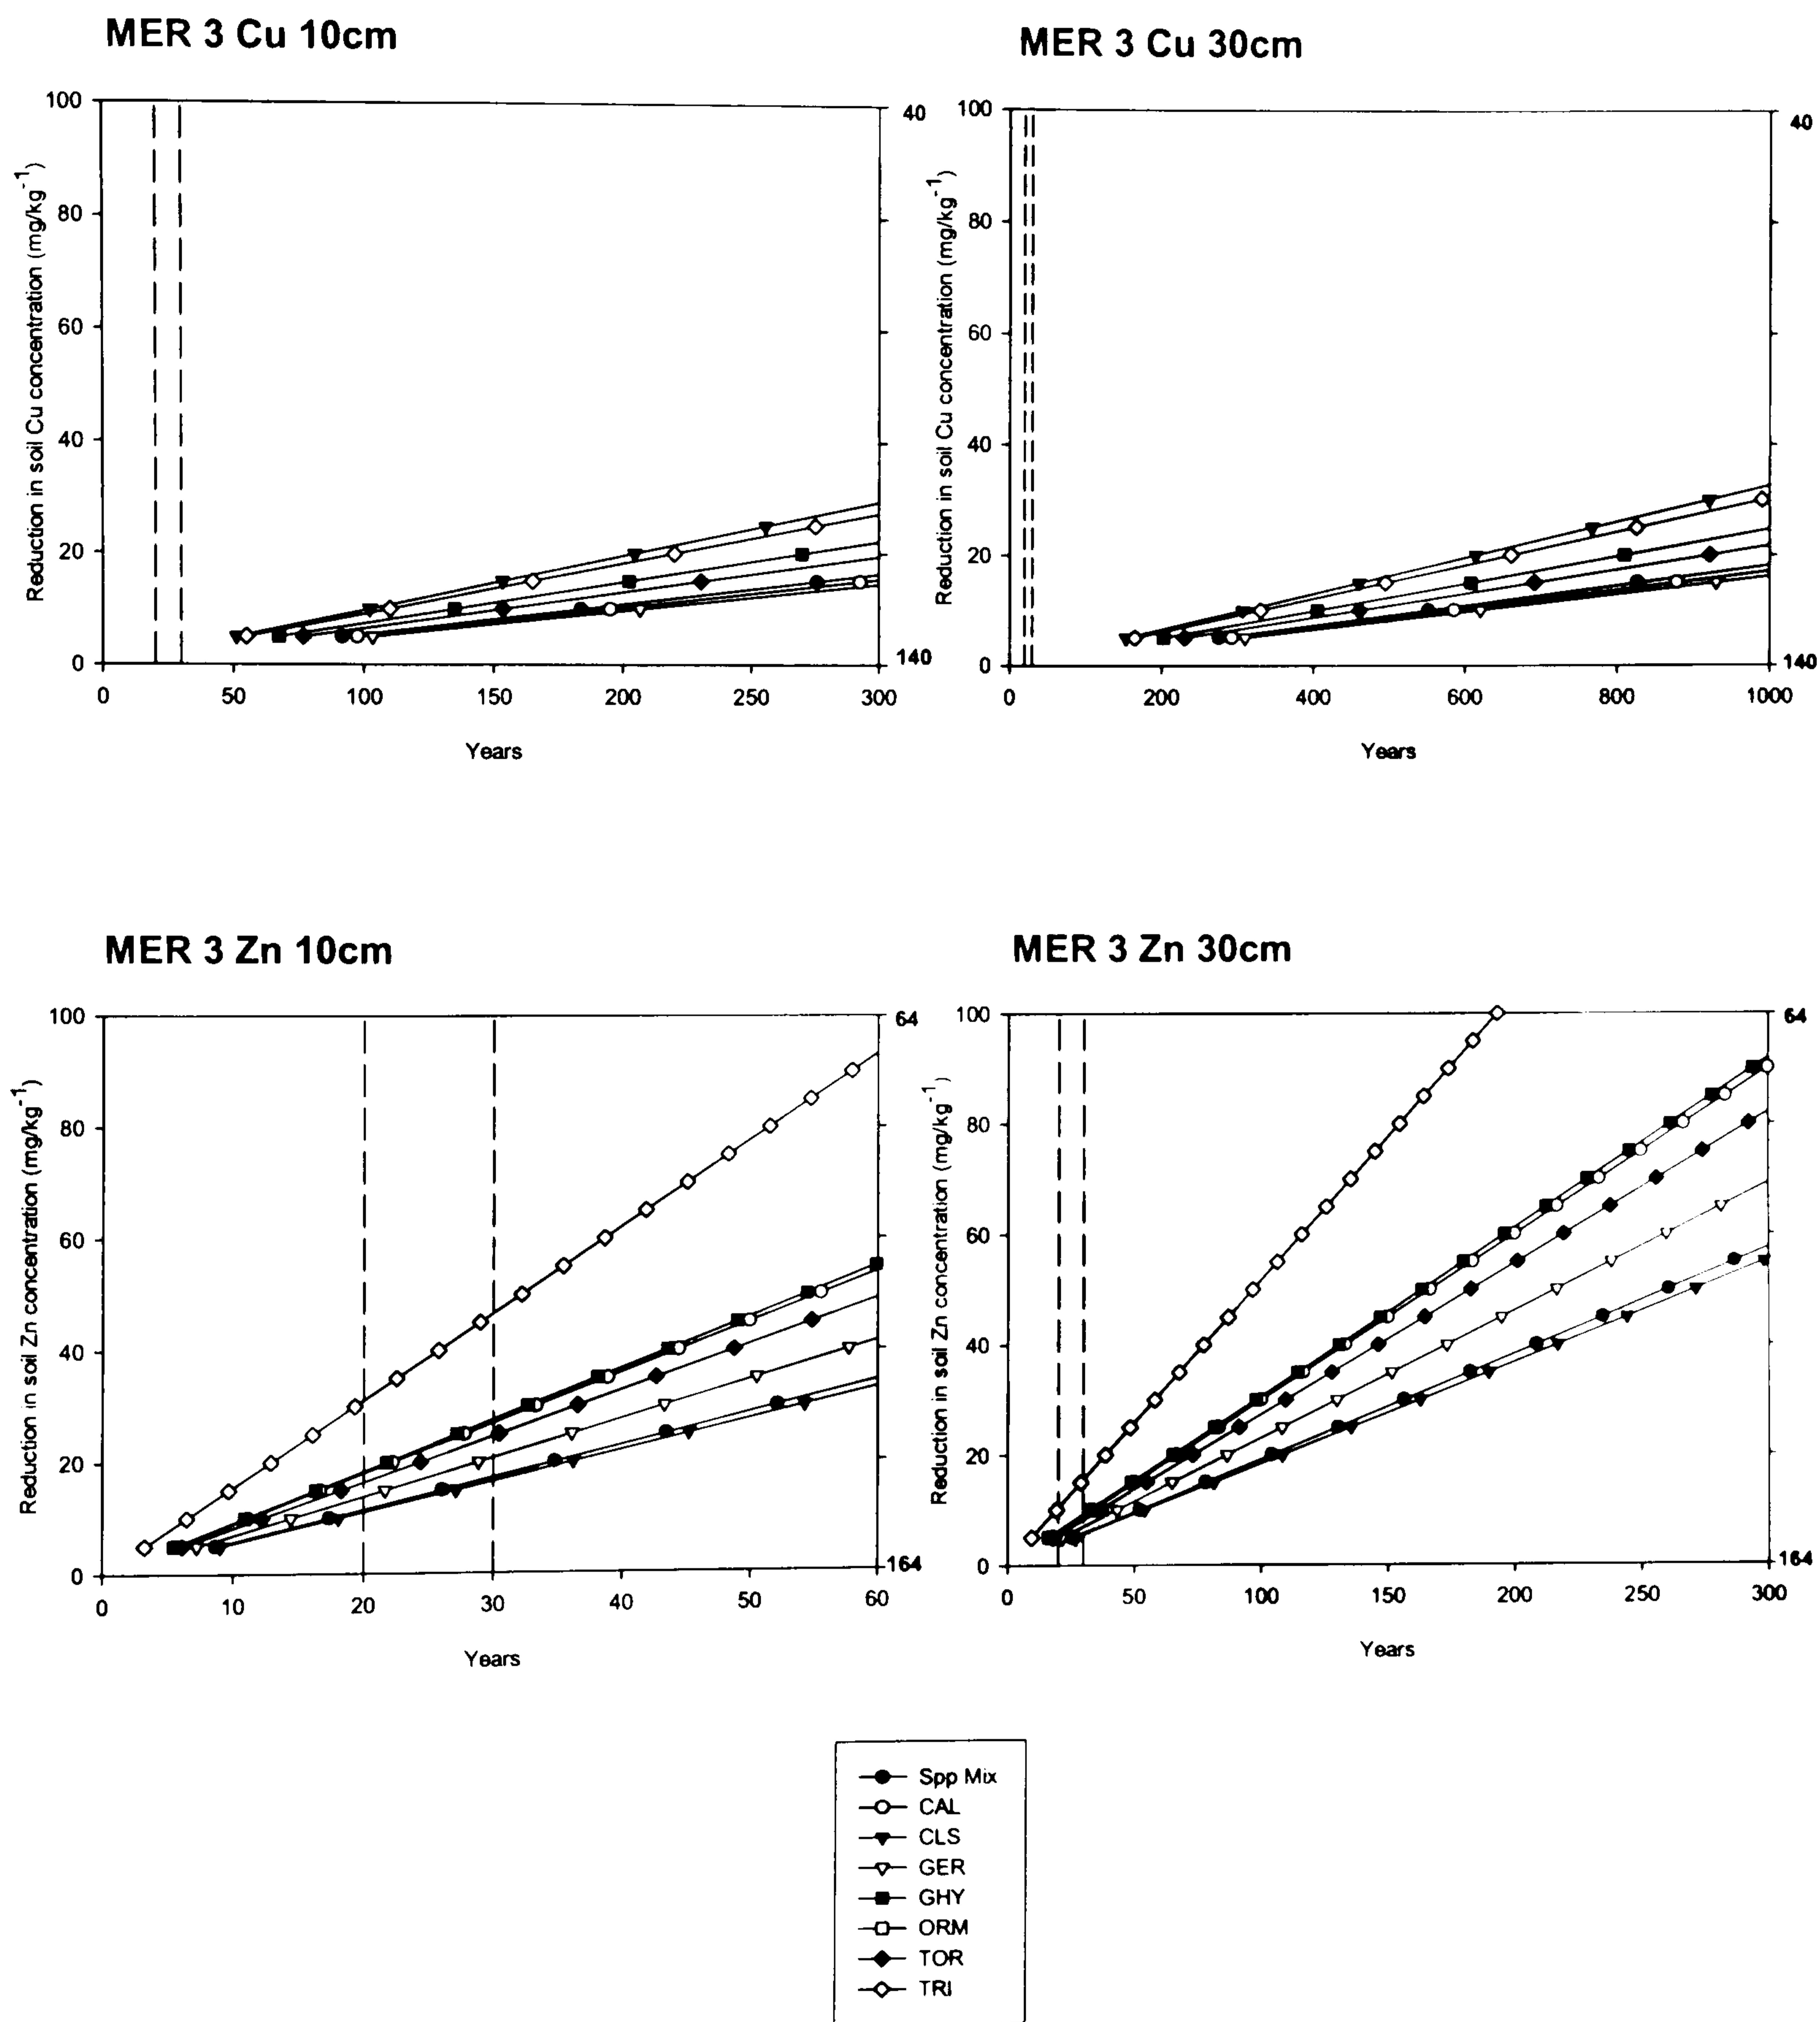 MER 3 Cu 10cm
Reduction in soil Cu concentration (mg/kg-1)
100
80
60
40
20
0
40
140
0 50 100 150 200 250 300
Years
MER 3 Cu 30cm
Reduction in soil Cu concentration (mg/kg-1)
100
80
60
40
20
0
40
140
0 200 400 600 800 1000
Years
MER 3 Zn 10cm
Reduction in soil Zn concentration (mg/kg-1)
100
80
60
40
20
0
64
164
0 10 20 30 40 50 60
Years
MER 3 Zn 30cm
Reduction in soil Zn concentration (mg/kg-1)
100
80
60
40
20
0
64
164
0 50 100 150 200 250 300
Years
Spp Mix
CAL
CLS
GER
GHY
ORM
TOR
TRI